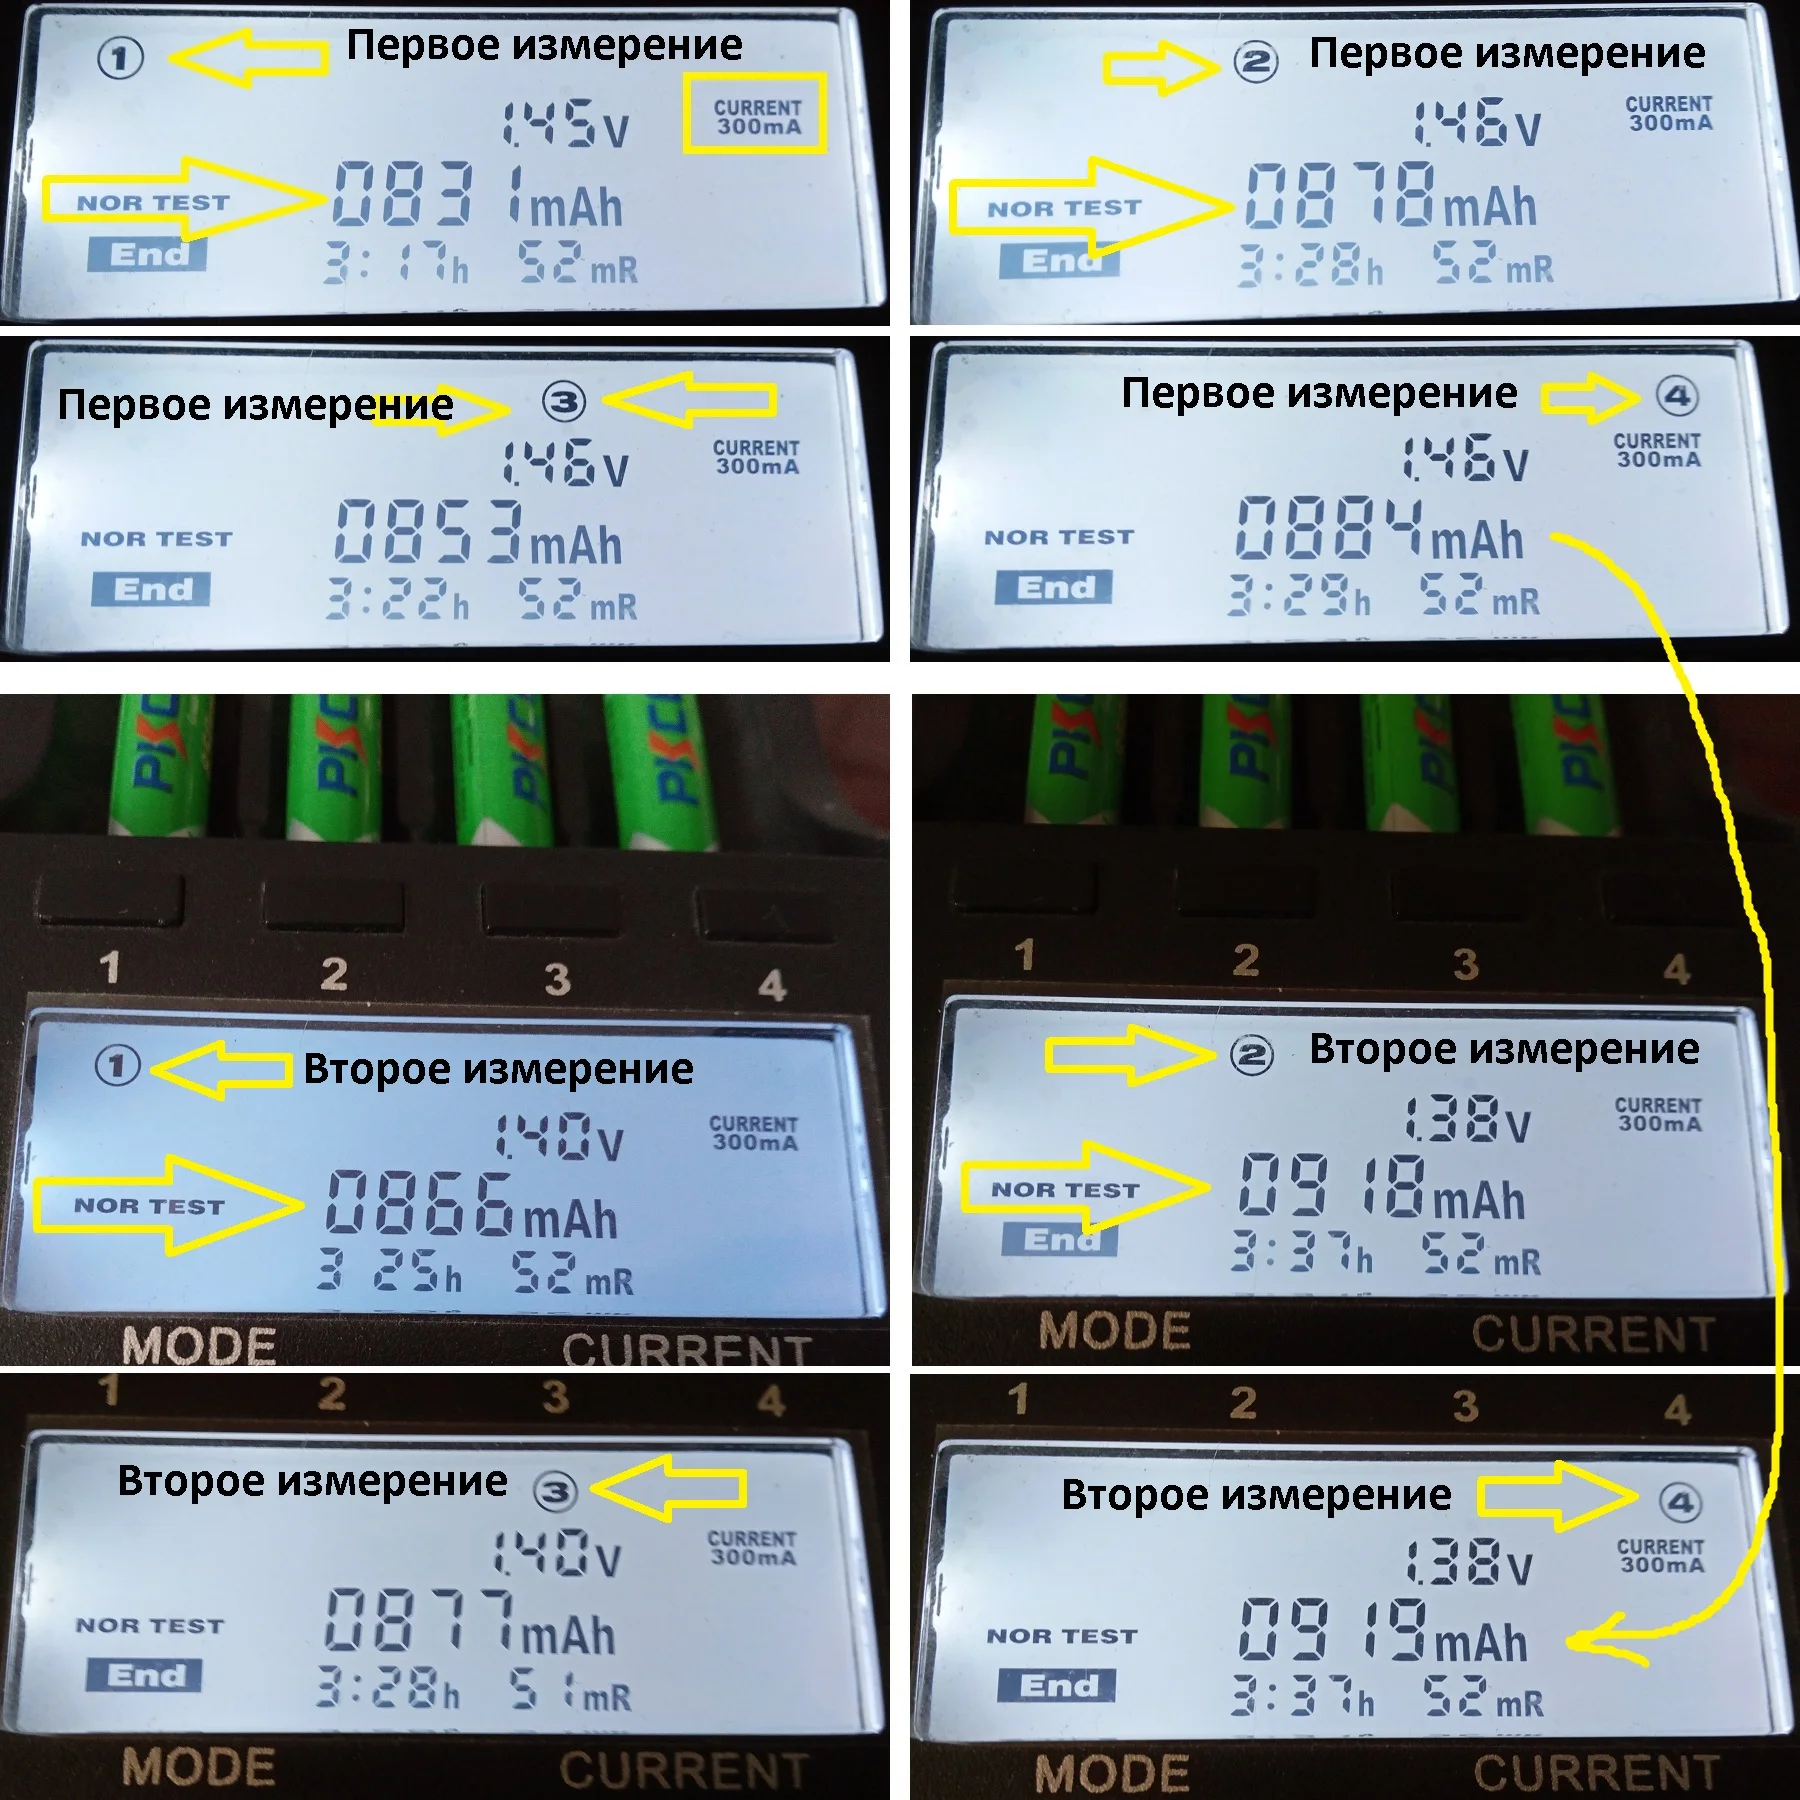 1 Первое измерение
1.45V CURRENT 300mA
NOR TEST 0831mAh
End 3:17h 52mR
2 Первое измерение
1.46V CURRENT 300mA
NOR TEST 0878mAh
End 3:28h 52mR
Первое измерение 3
1.46V CURRENT 300mA
NOR TEST 0853mAh
End 3:22h 52mR
Первое измерение 4
1.46V CURRENT 300mA
NOR TEST 0884mAh
End 3:29h 52mR
1 2 3 4
1 Второе измерение
1.40V CURRENT 300mA
NOR TEST 0866mAh
3 25h 52mR
MODE CURRENT
1 2 3 4
2 Второе измерение
1.38V CURRENT 300mA
NOR TEST 0918mAh
End 3:37h 52mR
MODE CURRENT
1 2 3 4
Второе измерение 3
1.40V CURRENT 300mA
NOR TEST 0877mAh
End 3:28h 51mR
MODE CURRENT
1 2 3 4
Второе измерение 4
1.38V CURRENT 300mA
NOR TEST 0919mAh
End 3:37h 52mR
MODE CURRENT